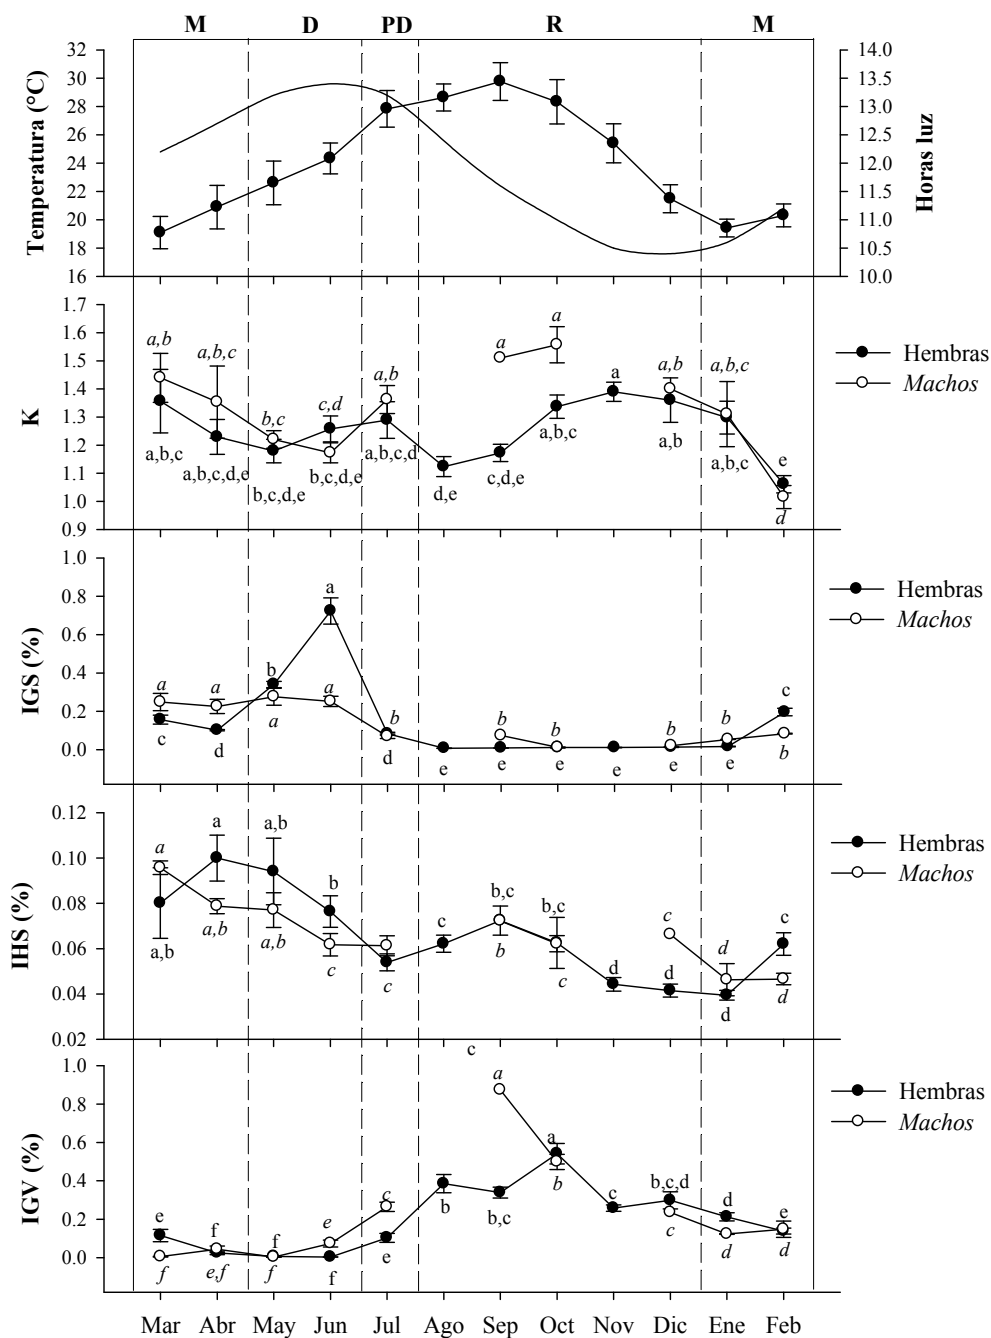 M D PD R M
Temperatura (°C)
32
30
28
26
24
22
20
18
16
14.0
13.5
13.0
12.5
12.0
11.5
11.0
10.5
10.0
Horas luz
K
1.7
1.6
1.5
1.4
1.3
1.2
1.1
1.0
0.9
a,b a,b,c b,c c,d a,b a a a a,b a,b,c e
a,b,c a,b,c,d,e b,c,d,e b,c,d,e a,b,c,d d,e c,d,e a,b,c a,b a,b,c d
Hembras
Machos
IGS (%)
1.0
0.8
0.6
0.4
0.2
0.0
a a b a a b b b b b c
c d a d e e e e e e b
Hembras
Machos
IHS (%)
0.12
0.10
0.08
0.06
0.04
0.02
a a a,b b c b,c b,c d c d d c
a,b a,b a,b c c b c d d
Hembras
Machos
c
IGV (%)
1.0
0.8
0.6
0.4
0.2
0.0
e f f e c a a c b,c,d d e
f e,f f f e b b,c b c d d
Hembras
Machos
Mar Abr May Jun Jul Ago Sep Oct Nov Dic Ene Feb